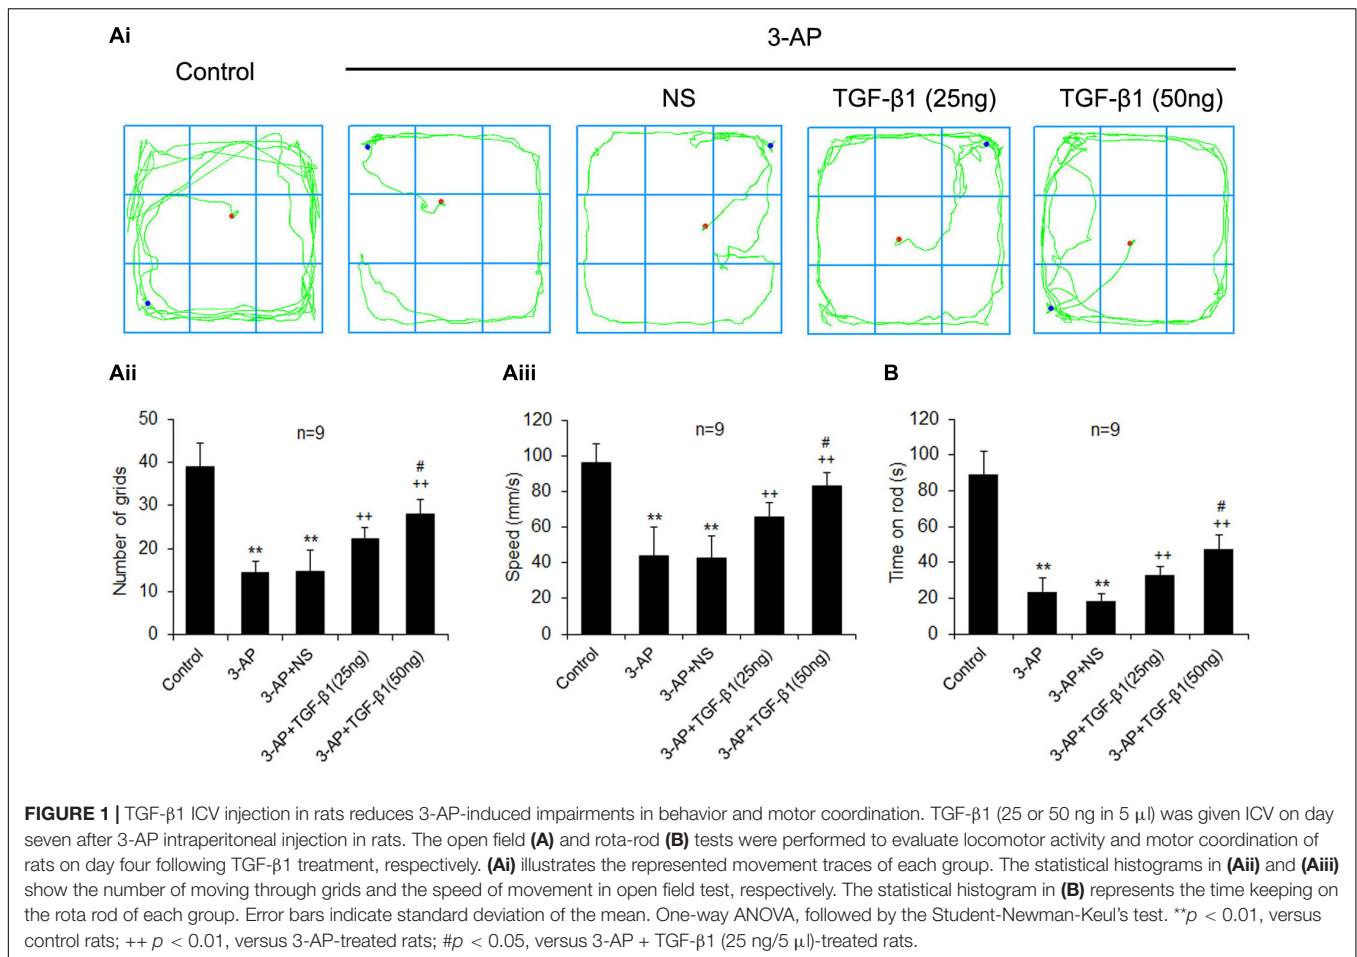 Ai
3-AP
Control
NS
TGF-β1 (25ng)
TGF-β1 (50ng)
Aii
Aiii
B
50
40
30
20
10
0
Number of grids
n=9
**
**
++
#
++
Control
3-AP
3-AP+NS
3-AP+TGF-β1(25ng)
3-AP+TGF-β1(50ng)
120
100
80
60
40
20
0
Speed (mm/s)
n=9
**
**
++
#
++
Control
3-AP
3-AP+NS
3-AP+TGF-β1(25ng)
3-AP+TGF-β1(50ng)
120
100
80
60
40
20
0
Time on rod (s)
n=9
**
**
++
#
++
Control
3-AP
3-AP+NS
3-AP+TGF-β1(25ng)
3-AP+TGF-β1(50ng)
FIGURE 1 | TGF-β1 ICV injection in rats reduces 3-AP-induced impairments in behavior and motor coordination. TGF-β1 (25 or 50 ng in 5 μl) was given ICV on day
seven after 3-AP intraperitoneal injection in rats. The open field (A) and rota-rod (B) tests were performed to evaluate locomotor activity and motor coordination of
rats on day four following TGF-β1 treatment, respectively. (Ai) illustrates the represented movement traces of each group. The statistical histograms in (Aii) and (Aiii)
show the number of moving through grids and the speed of movement in open field test, respectively. The statistical histogram in (B) represents the time keeping on
the rota rod of each group. Error bars indicate standard deviation of the mean. One-way ANOVA, followed by the Student-Newman-Keul's test. **p < 0.01, versus
control rats; ++ p < 0.01, versus 3-AP-treated rats; #p < 0.05, versus 3-AP + TGF-β1 (25 ng/5 μl)-treated rats.